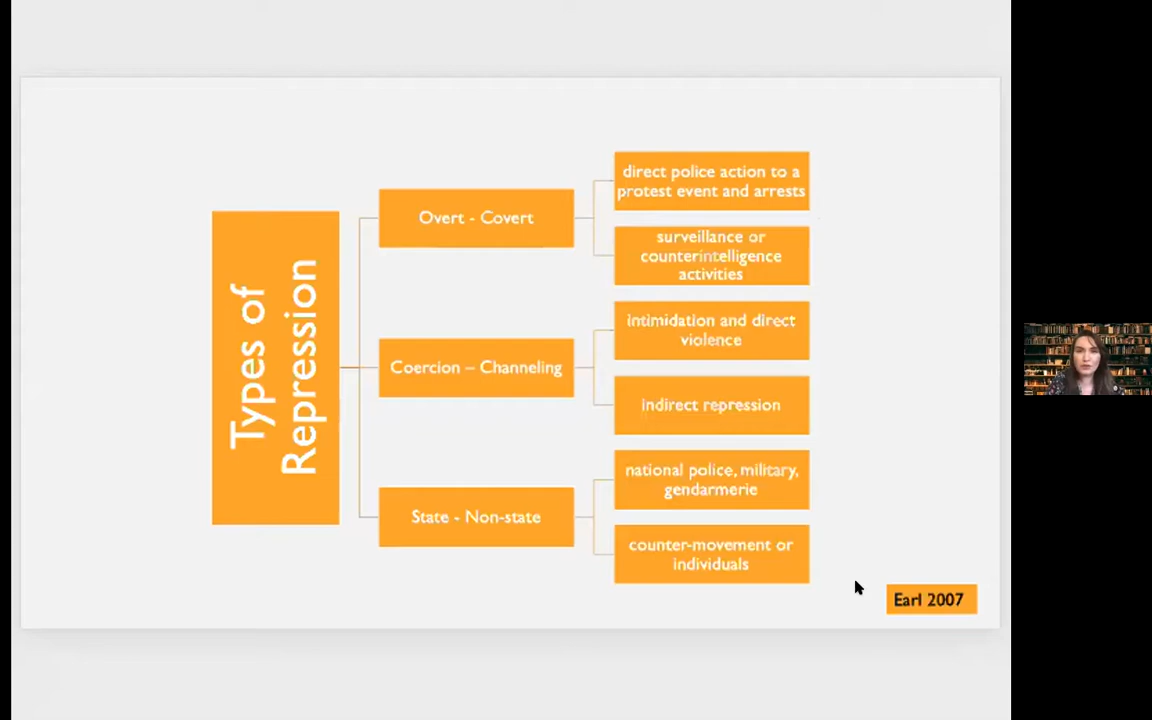 Types of
Repression
Overt - Covert
direct police action to a
protest event and arrests
surveillance or
counterintelligence
activities
Coercion – Channeling
intimidation and direct
violence
indirect repression
State - Non-state
national police, military,
gendarmerie
counter-movement or
individuals
Earl 2007